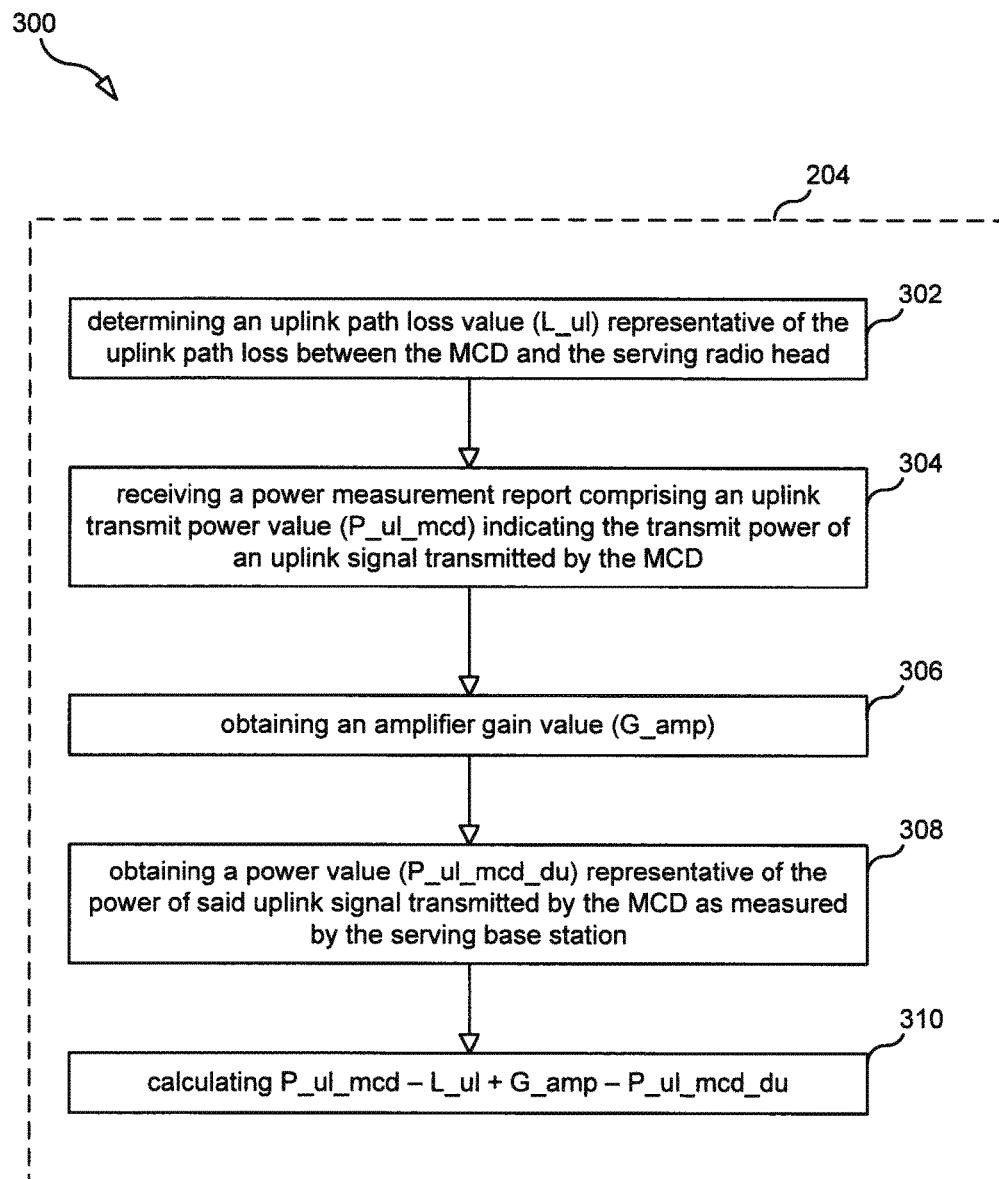 300
204
302
determining an uplink path loss value (L_ul) representative of the
uplink path loss between the MCD and the serving radio head
304
receiving a power measurement report comprising an uplink
transmit power value (P_ul_mcd) indicating the transmit power of
an uplink signal transmitted by the MCD
306
obtaining an amplifier gain value (G_amp)
308
obtaining a power value (P_ul_mcd_du) representative of the
power of said uplink signal transmitted by the MCD as measured
by the serving base station
310
calculating P_ul_mcd – L_ul + G_amp – P_ul_mcd_du